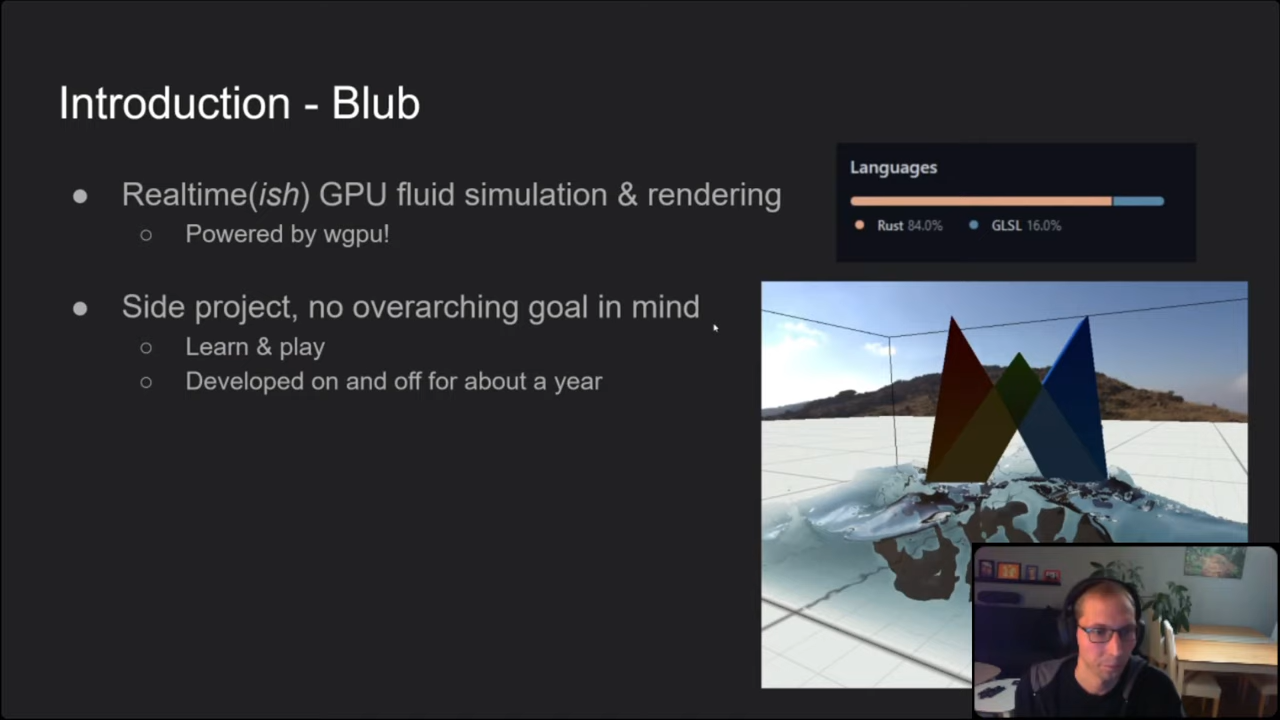 Introduction - Blub
● Realtime(ish) GPU fluid simulation & rendering
○ Powered by wgpu!
● Side project, no overarching goal in mind
○ Learn & play
○ Developed on and off for about a year
Languages
Rust 84.0% GLSL 16.0%